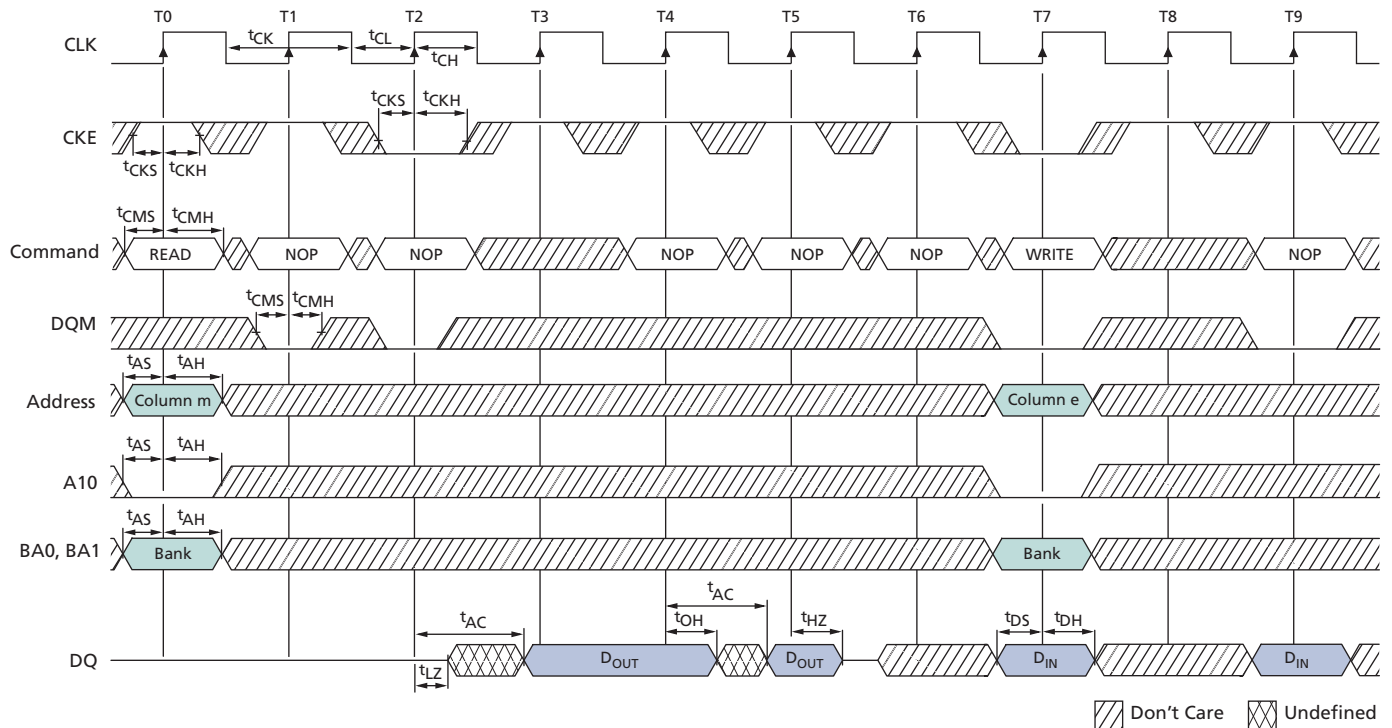 T0 T1 T2 T3 T4 T5 T6 T7 T8 T9
CLK
tCK tCL
tCH
tCKS tCKH
CKE
tCKS tCKH
tCMS tCMH
Command READ NOP NOP NOP NOP NOP WRITE NOP
tCMS tCMH
DQM
tAS tAH
Address Column m Column e
tAS tAH
A10
tAS tAH
BA0, BA1 Bank Bank
tAC
tAC tOH tHZ tDS tDH
DQ DOUT DOUT DIN DIN
tLZ
Don't Care Undefined